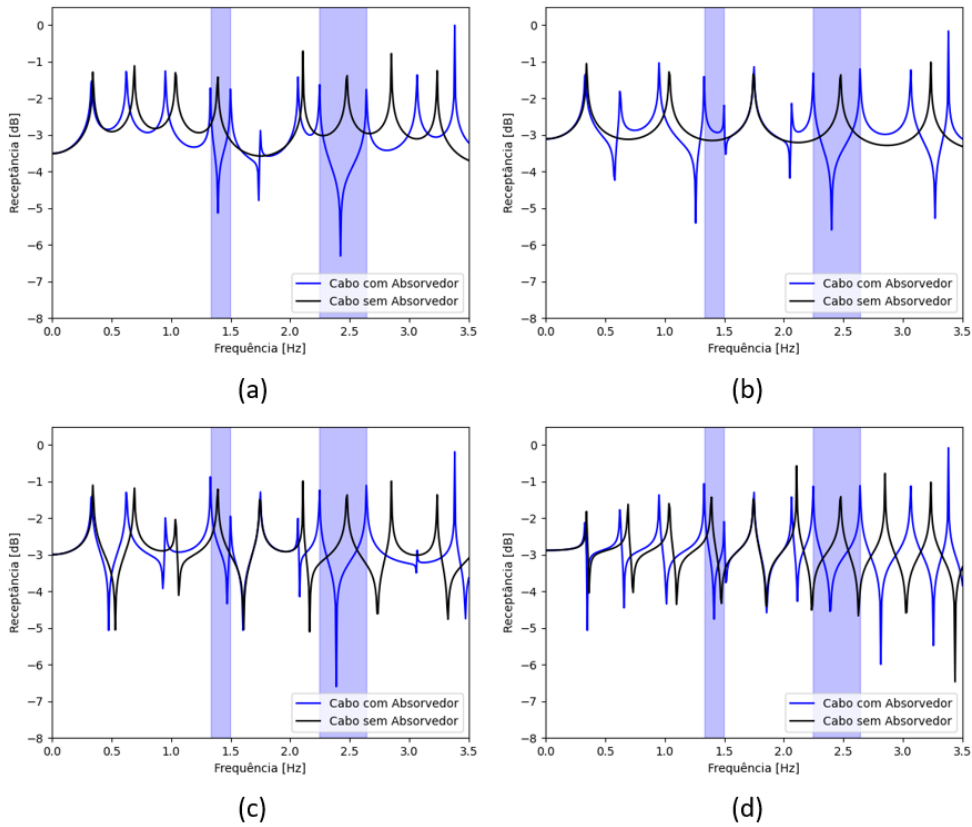 0
−1
−2
−3
−4
−5
−6
−7
−8
Receptância [dB]
Cabo com Absorvedor
Cabo sem Absorvedor
0.0 0.5 1.0 1.5 2.0 2.5 3.0 3.5
Frequência [Hz]
(a)
0
−1
−2
−3
−4
−5
−6
−7
−8
Receptância [dB]
Cabo com Absorvedor
Cabo sem Absorvedor
0.0 0.5 1.0 1.5 2.0 2.5 3.0 3.5
Frequência [Hz]
(b)
0
−1
−2
−3
−4
−5
−6
−7
−8
Receptância [dB]
Cabo com Absorvedor
Cabo sem Absorvedor
0.0 0.5 1.0 1.5 2.0 2.5 3.0 3.5
Frequência [Hz]
(c)
0
−1
−2
−3
−4
−5
−6
−7
−8
Receptância [dB]
Cabo com Absorvedor
Cabo sem Absorvedor
0.0 0.5 1.0 1.5 2.0 2.5 3.0 3.5
Frequência [Hz]
(d)